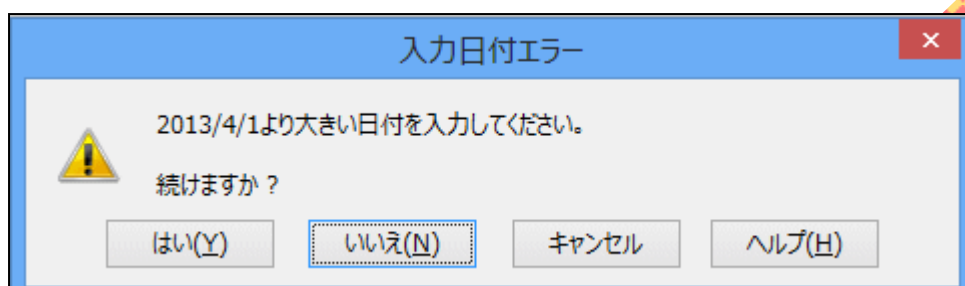 入力日付エラー
2013/4/1より大きい日付を入力してください。
続けますか？
はい(Y) いいえ(N) キャンセル ヘルプ(H)